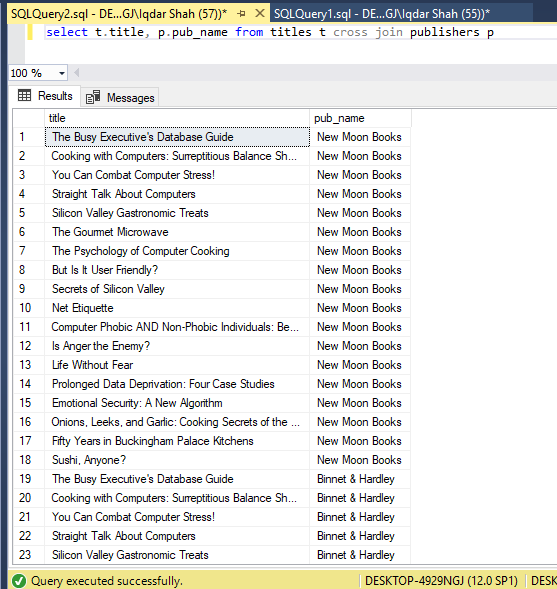 SQLQuery2.sql - DE...GJ\Iqdar Shah (57))* SQLQuery1.sql - DE...GJ\Iqdar Shah (55))*
select t.title, p.pub_name from titles t cross join publishers p
100 %
Results Messages
title pub_name
1 The Busy Executive's Database Guide New Moon Books
2 Cooking with Computers: Surreptitious Balance Sh... New Moon Books
3 You Can Combat Computer Stress! New Moon Books
4 Straight Talk About Computers New Moon Books
5 Silicon Valley Gastronomic Treats New Moon Books
6 The Gourmet Microwave New Moon Books
7 The Psychology of Computer Cooking New Moon Books
8 But Is It User Friendly? New Moon Books
9 Secrets of Silicon Valley New Moon Books
10 Net Etiquette New Moon Books
11 Computer Phobic AND Non-Phobic Individuals: Be... New Moon Books
12 Is Anger the Enemy? New Moon Books
13 Life Without Fear New Moon Books
14 Prolonged Data Deprivation: Four Case Studies New Moon Books
15 Emotional Security: A New Algorithm New Moon Books
16 Onions, Leeks, and Garlic: Cooking Secrets of the ... New Moon Books
17 Fifty Years in Buckingham Palace Kitchens New Moon Books
18 Sushi, Anyone? New Moon Books
19 The Busy Executive's Database Guide Binnet & Hardley
20 Cooking with Computers: Surreptitious Balance Sh... Binnet & Hardley
21 You Can Combat Computer Stress! Binnet & Hardley
22 Straight Talk About Computers Binnet & Hardley
23 Silicon Valley Gastronomic Treats Binnet & Hardley
Query executed successfully. DESKTOP-4929NGJ (12.0 SP1) DESK